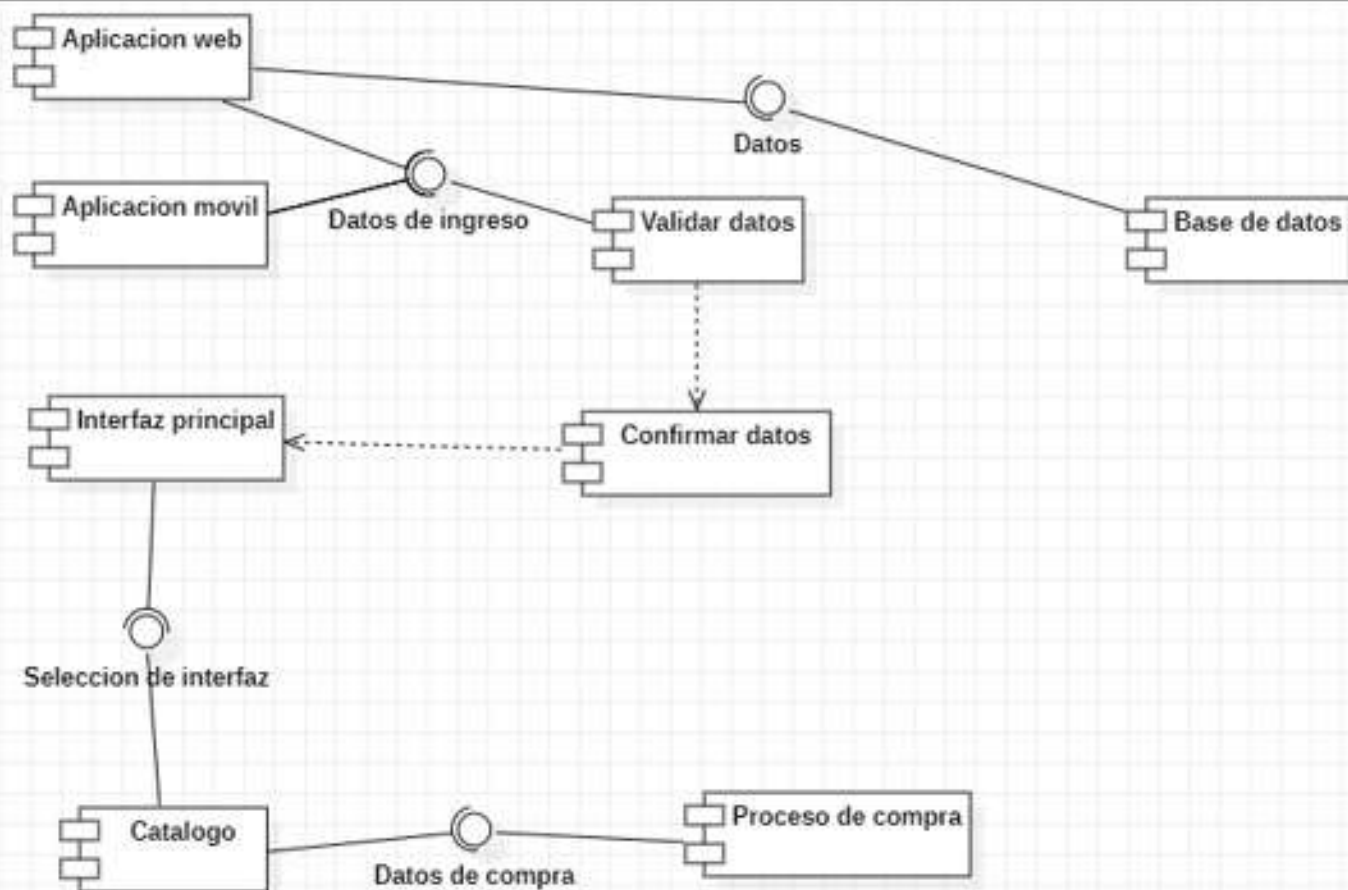 Aplicacion web
Datos
Aplicacion movil
Datos de ingreso
Validar datos
Base de datos
Interfaz principal
Confirmar datos
Seleccion de interfaz
Catalogo
Proceso de compra
Datos de compra